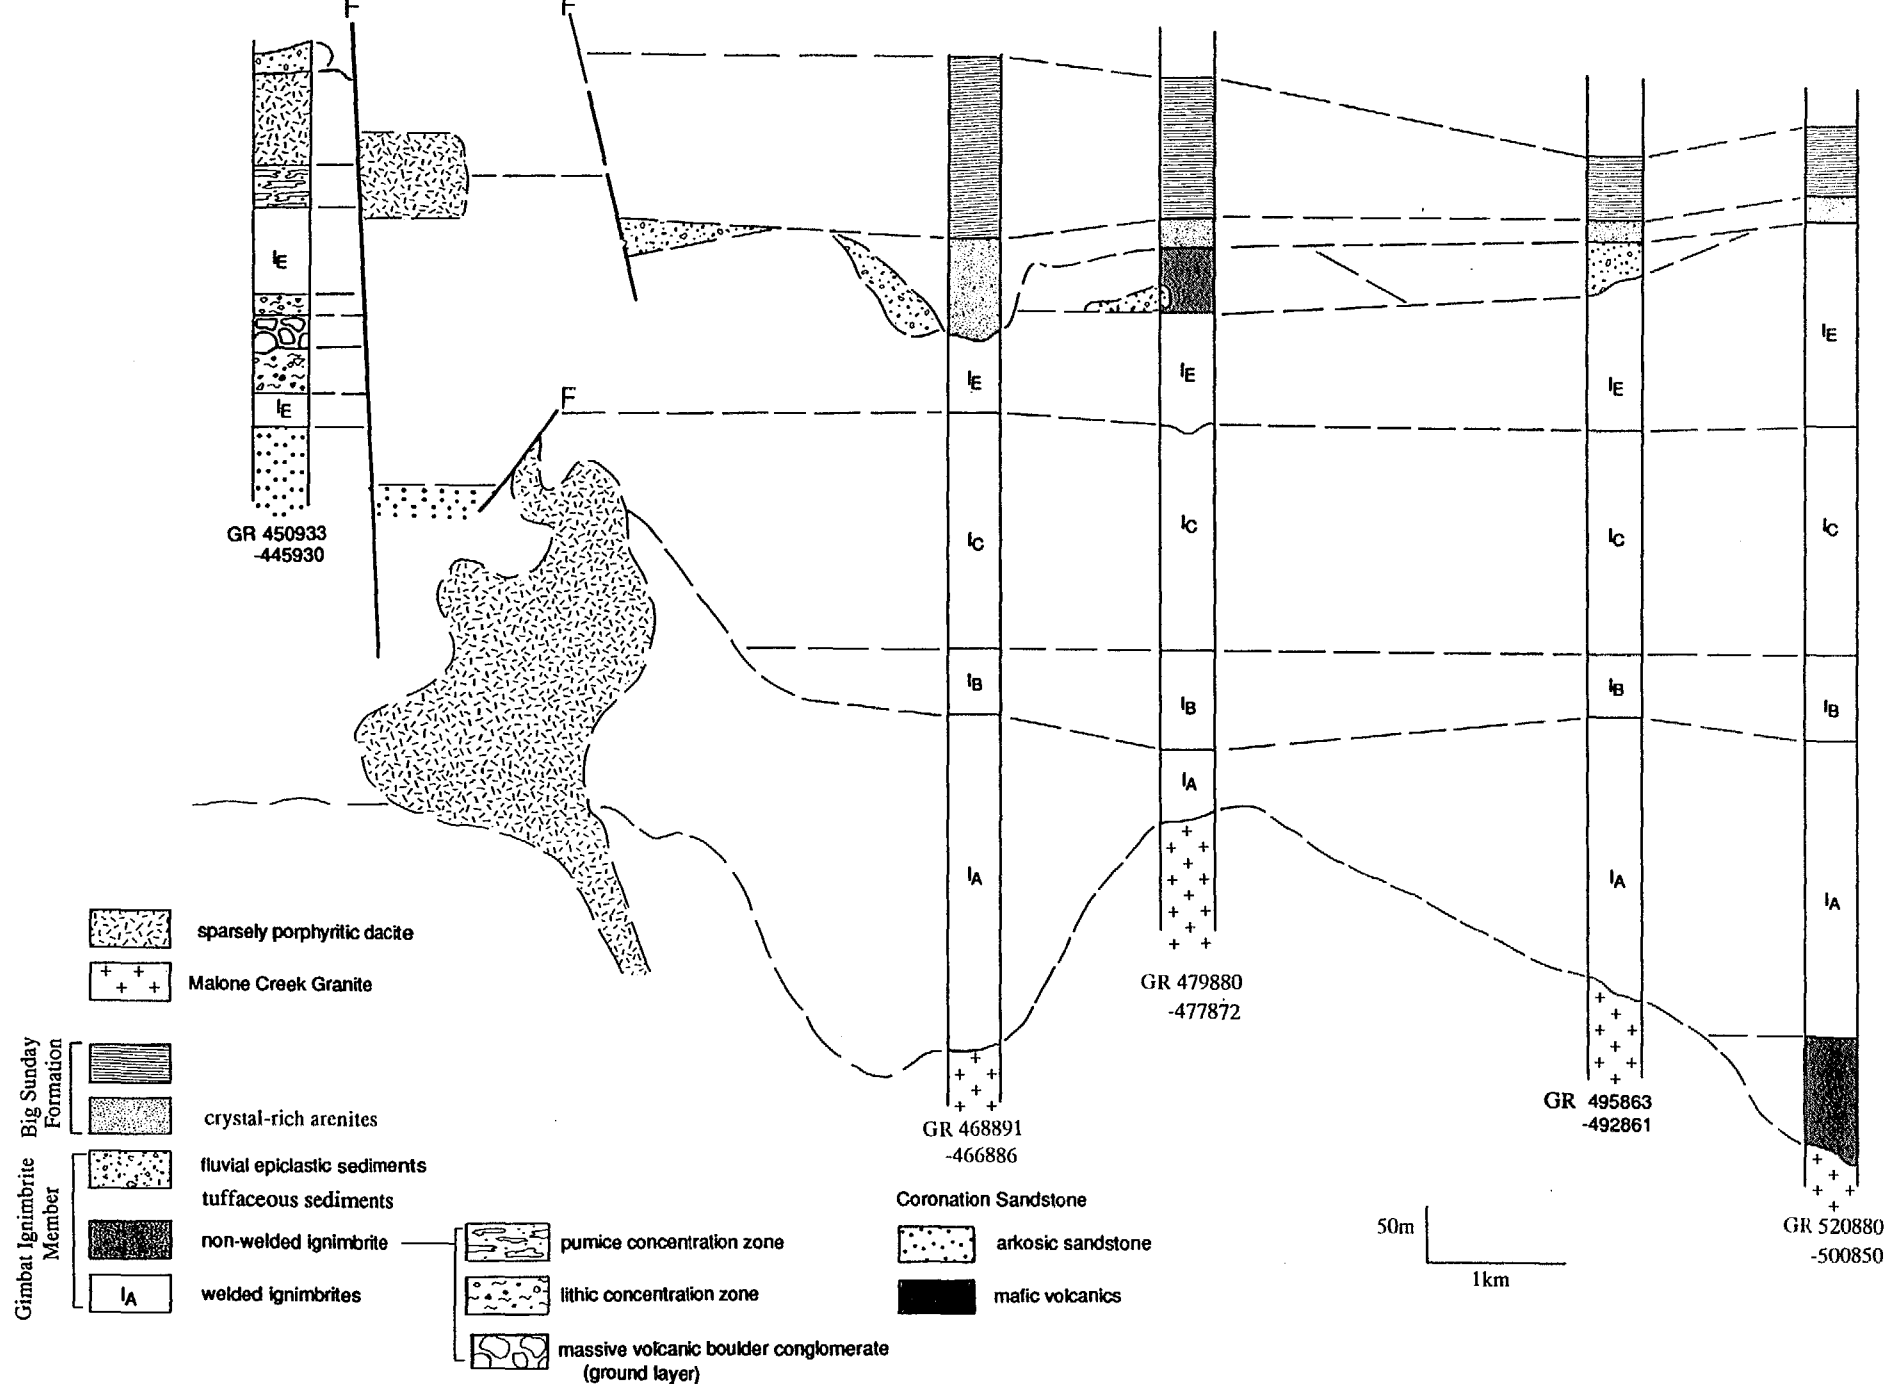 F
F
IE
IE
GR 450933
-445930
F
IE
IC
IB
IA
GR 468891
-466886
IE
IC
IB
IA
GR 479880
-477872
IE
IC
IB
IA
GR 495863
-492861
IE
IC
IB
IA
GR 520880
-500850
sparsely porphyritic dacite
Malone Creek Granite
Big Sunday
Formation
crystal-rich arenites
Gimbat Ignimbrite
Member
fluvial epiclastic sediments
tuffaceous sediments
non-welded ignimbrite
IA
welded ignimbrites
pumice concentration zone
lithic concentration zone
massive volcanic boulder conglomerate
(ground layer)
Coronation Sandstone
arkosic sandstone
mafic volcanics
50m
1km